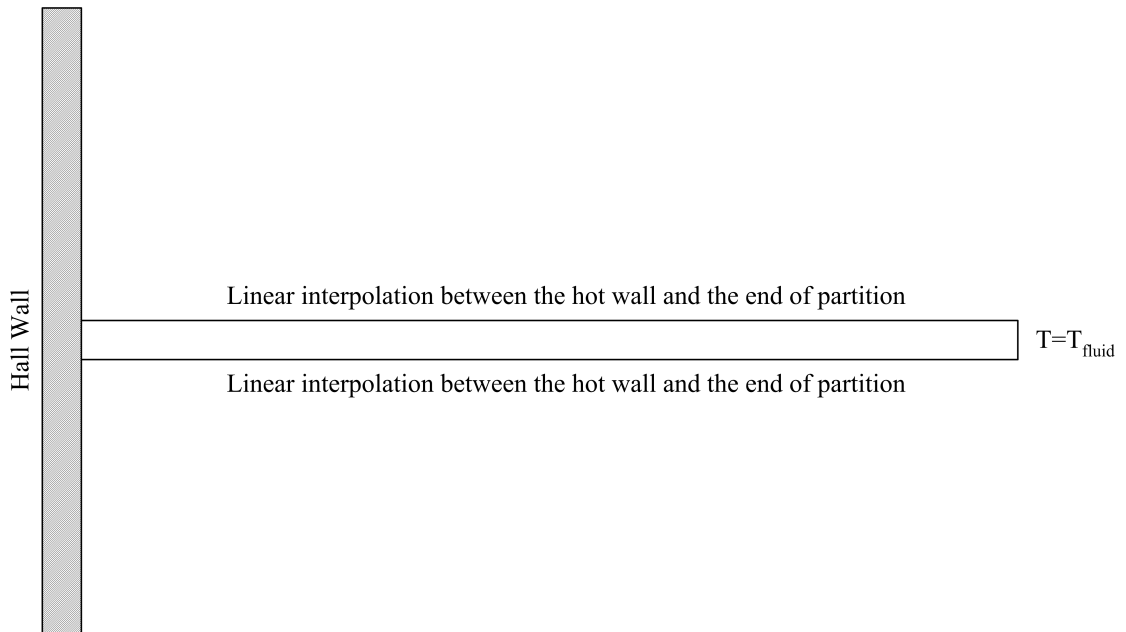 Linear interpolation between the hot wall and the end of partition
Hall Wall
T=Tfluid
Linear interpolation between the hot wall and the end of partition